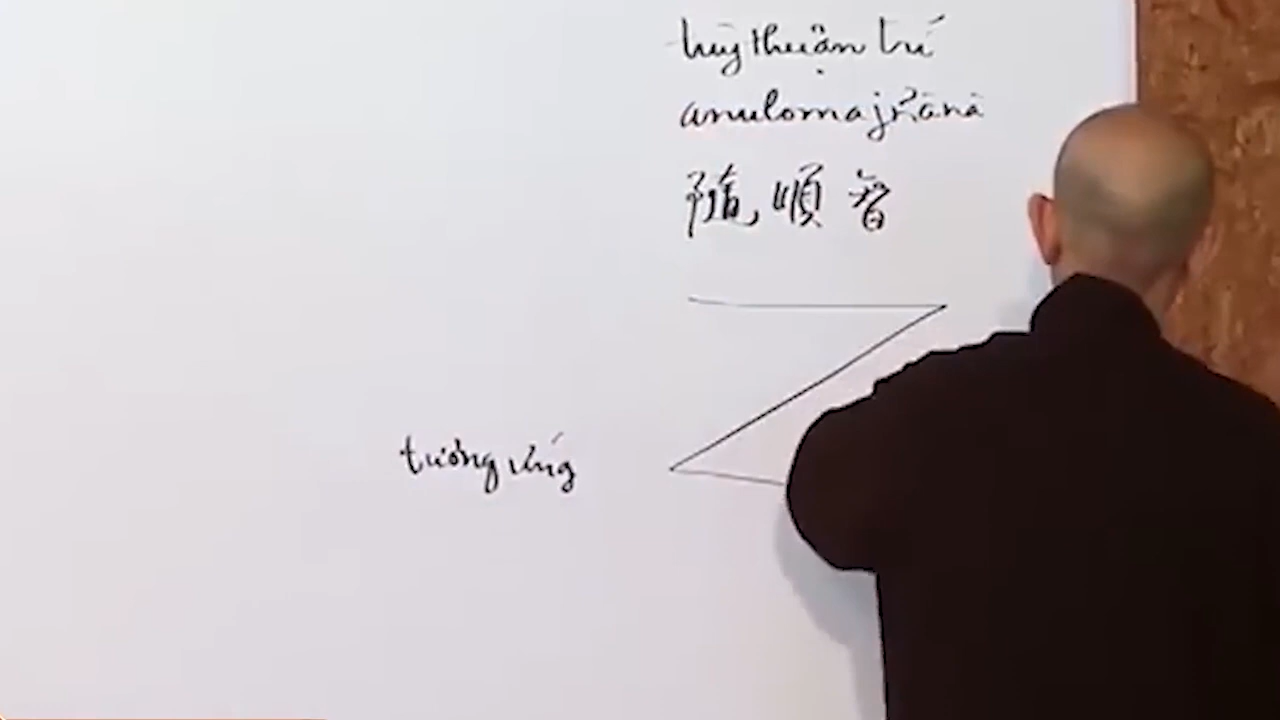 tùy thuận trí
anulomajñāna
隨順智
tương ứng